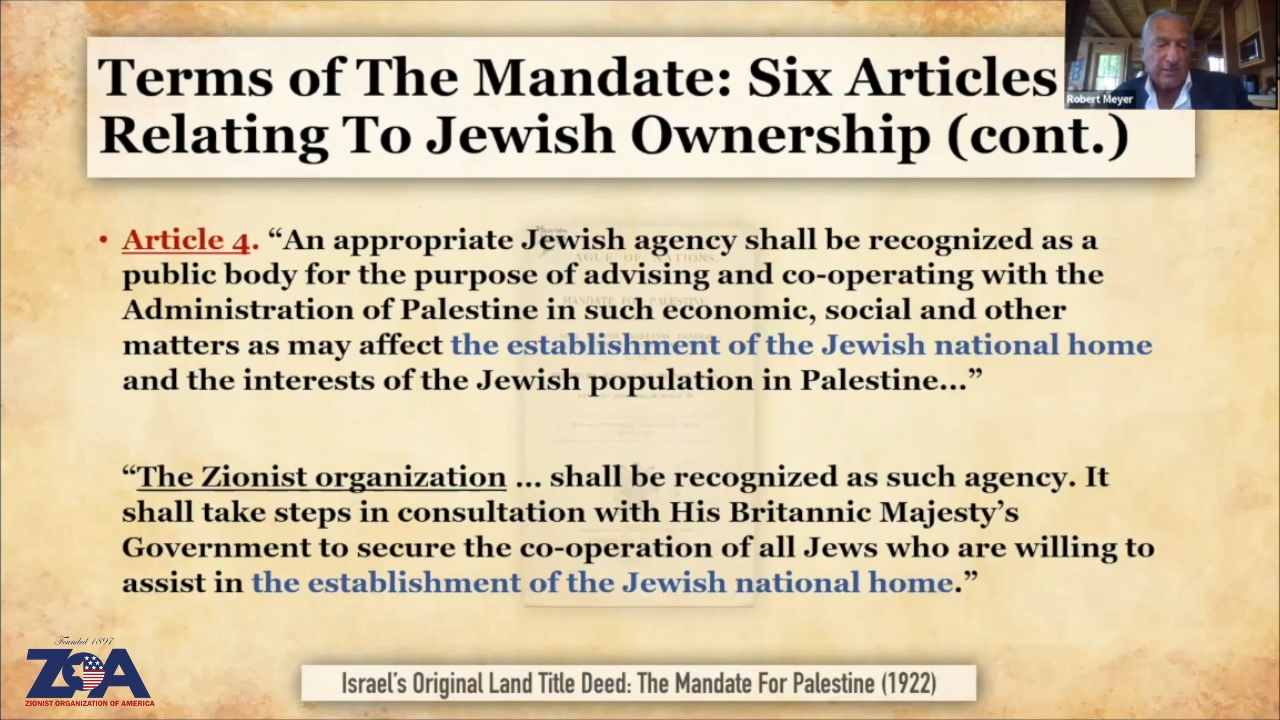 Terms of The Mandate: Six Articles
Relating To Jewish Ownership (cont.)
Robert Meyer
• Article 4. “An appropriate Jewish agency shall be recognized as a
public body for the purpose of advising and co-operating with the
Administration of Palestine in such economic, social and other
matters as may affect the establishment of the Jewish national home
and the interests of the Jewish population in Palestine...”
“The Zionist organization ... shall be recognized as such agency. It
shall take steps in consultation with His Britannic Majesty’s
Government to secure the co-operation of all Jews who are willing to
assist in the establishment of the Jewish national home.”
Founded 1897
ZOA
ZIONIST ORGANIZATION OF AMERICA
Israel’s Original Land Title Deed: The Mandate For Palestine (1922)